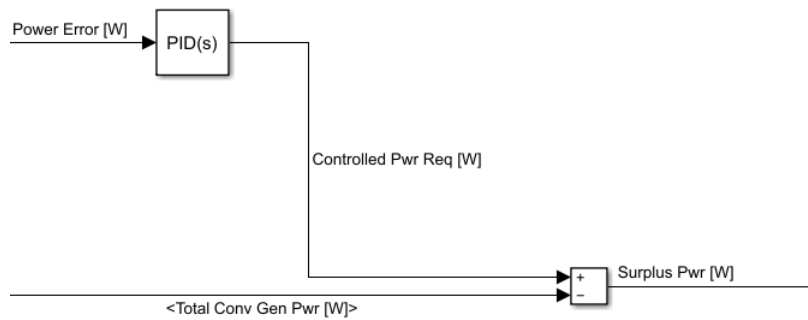 Power Error [W]
PID(s)
Controlled Pwr Req [W]
+
−
Surplus Pwr [W]
<Total Conv Gen Pwr [W]>